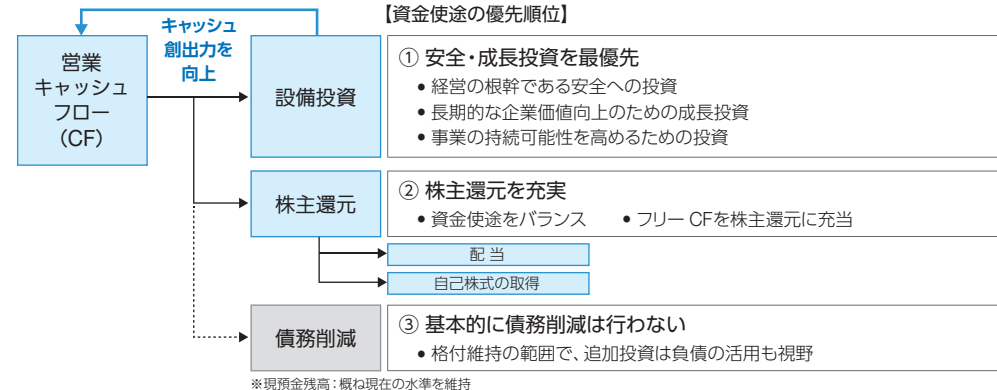 【資金使途の優先順位】
キャッシュ
創出力を
向上
営業
キャッシュ
フロー
（CF）
設備投資
① 安全・成長投資を最優先
• 経営の根幹である安全への投資
• 長期的な企業価値向上のための成長投資
• 事業の持続可能性を高めるための投資
株主還元
② 株主還元を充実
• 資金使途をバランス • フリー CFを株主還元に充当
配 当
自己株式の取得
債務削減
③ 基本的に債務削減は行わない
• 格付維持の範囲で、追加投資は負債の活用も視野
※現預金残高：概ね現在の水準を維持